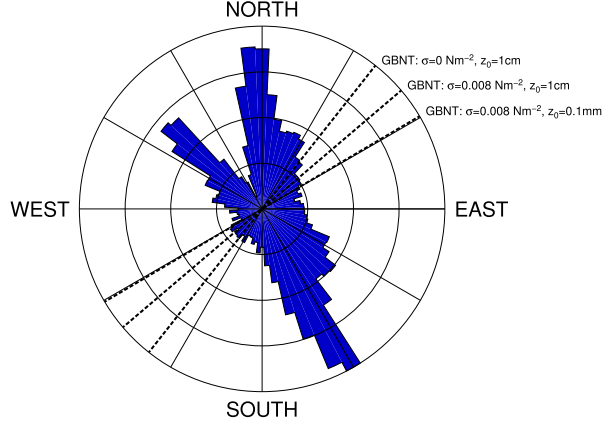 NORTH
GBNT: σ=0 Nm⁻², z₀=1cm
GBNT: σ=0.008 Nm⁻², z₀=1cm
GBNT: σ=0.008 Nm⁻², z₀=0.1mm
WEST
EAST
SOUTH